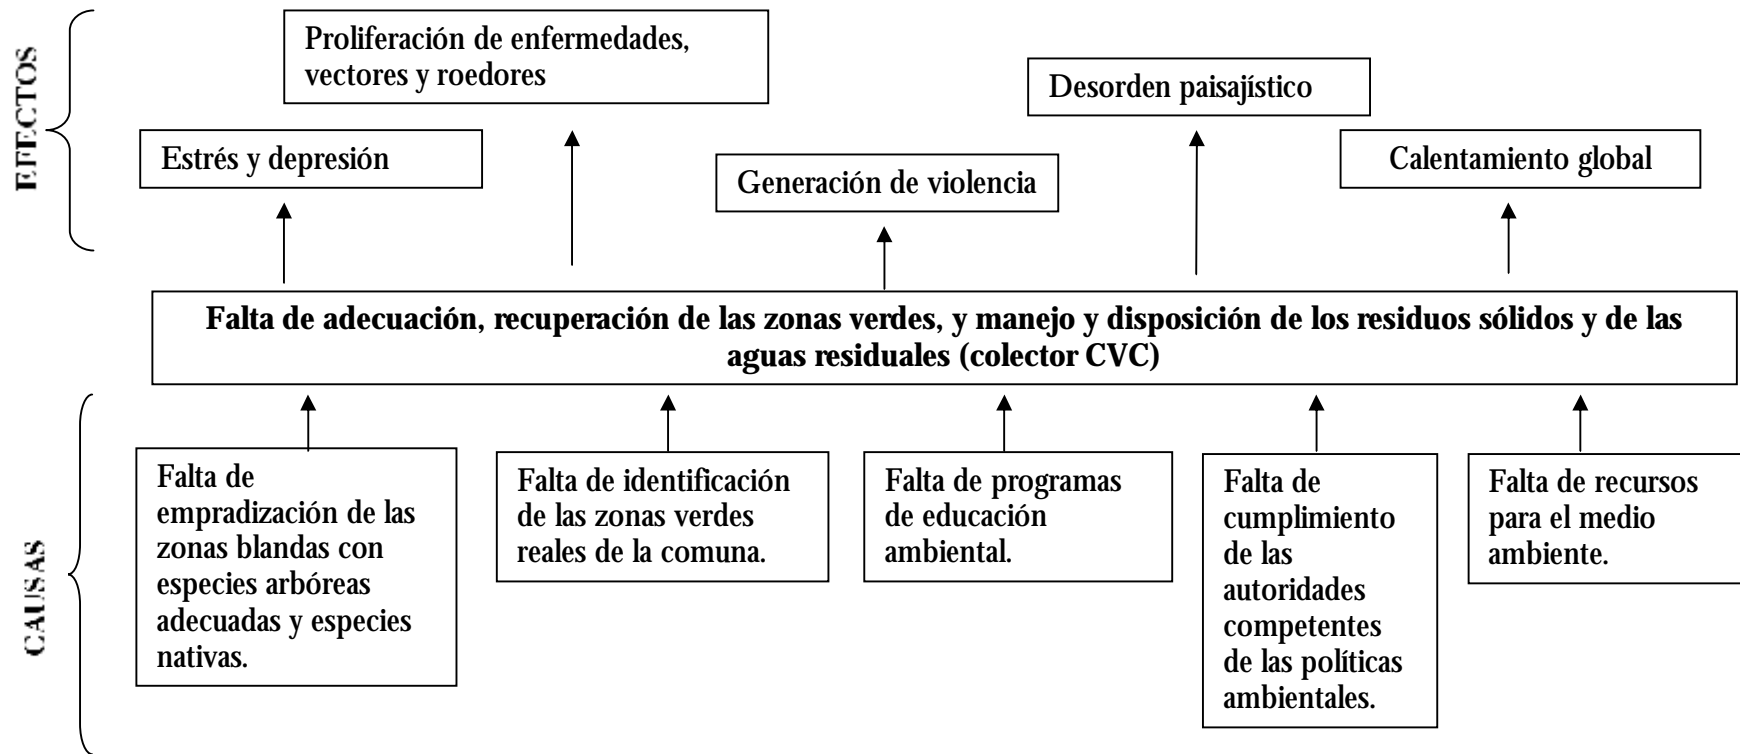 EFECTOS
Proliferación de enfermedades,
vectores y roedores
Desorden paisajístico
Estrés y depresión
Generación de violencia
Calentamiento global
Falta de adecuación, recuperación de las zonas verdes, y manejo y disposición de los residuos sólidos y de las
aguas residuales (colector CVC)
CAUSAS
Falta de
empradización de las
zonas blandas con
especies arbóreas
adecuadas y especies
nativas.
Falta de identificación
de las zonas verdes
reales de la comuna.
Falta de programas
de educación
ambiental.
Falta de
cumplimiento
de las
autoridades
competentes
de las políticas
ambientales.
Falta de recursos
para el medio
ambiente.